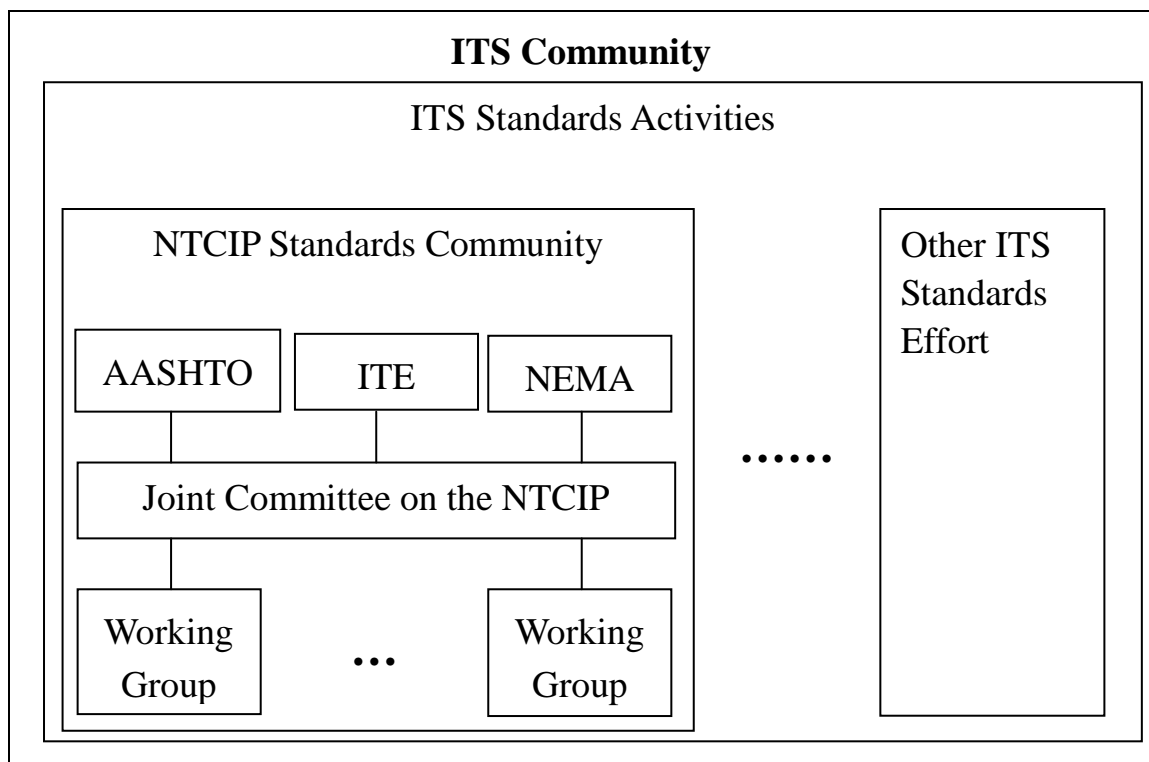 ITS Community
ITS Standards Activities
NTCIP Standards Community
AASHTO
ITE
NEMA
Joint Committee on the NTCIP
Working
Group
...
Working
Group
......
Other ITS
Standards
Effort